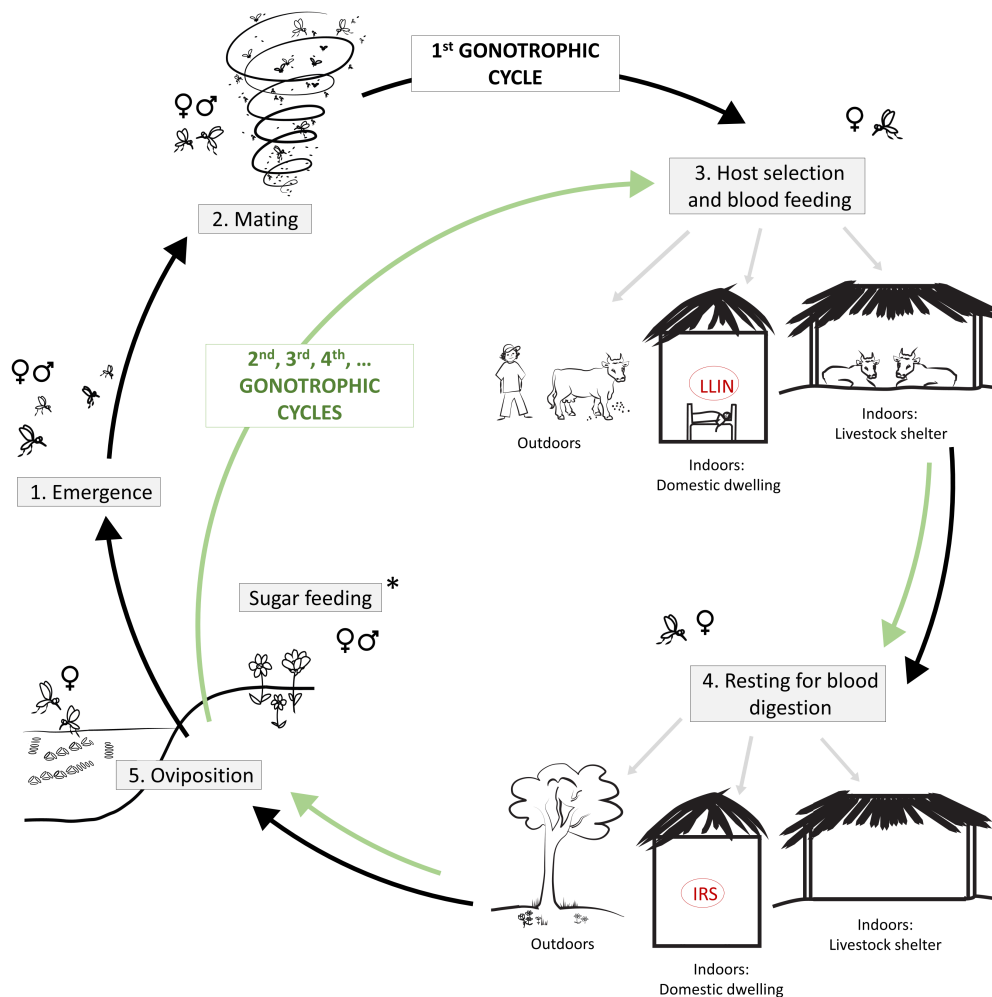 1st GONOTROPHIC
CYCLE
♀♂
2. Mating
♀
3. Host selection
and blood feeding
♀♂
2nd, 3rd, 4th, ...
GONOTROPHIC
CYCLES
LLIN
Outdoors
Indoors:
Domestic dwelling
Indoors:
Livestock shelter
1. Emergence
Sugar feeding *
♀♂
♀
♀
4. Resting for blood
digestion
5. Oviposition
IRS
Outdoors
Indoors:
Domestic dwelling
Indoors:
Livestock shelter